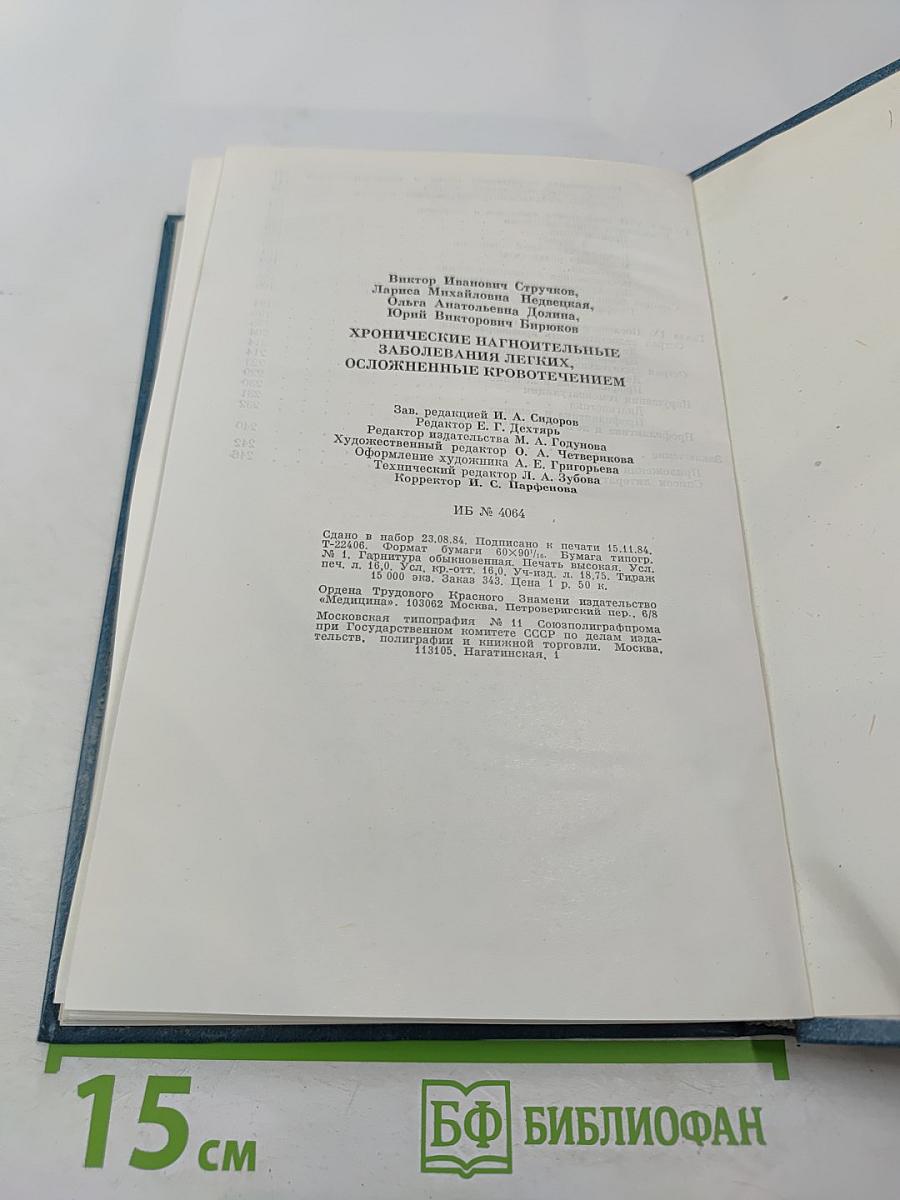 Виктор Иванович Стручков,
Лариса Михайловна Недвецкая,
Ольга Анатольевна Долина,
Юрий Викторович Бирюков
ХРОНИЧЕСКИЕ НАГНОИТЕЛЬНЫЕ
ЗАБОЛЕВАНИЯ ЛЕГКИХ,
ОСЛОЖНЕННЫЕ КРОВОТЕЧЕНИЕМ
Зав. редакцией И. А. Сидоров
Редактор Е. Г. Дехтярь
Редактор издательства М. А. Годунова
Художественный редактор О. А. Четверикова
Оформление художника А. Е. Григорьева
Технический редактор Л. А. Зубова
Корректор И. С. Парфенова
ИБ № 4064
Сдано в набор 23.08.84. Подписано к печати 15.11.84.
Т-22406. Формат бумаги 60×90¹/₁₆. Бумага типогр.
№ 1. Гарнитура обыкновенная. Печать высокая. Усл.
печ. л. 16,0. Усл. кр.-отт. 16,0. Уч-изд. л. 18,75. Тираж
15 000 экз. Заказ 343. Цена 1 р. 50 к.
Ордена Трудового Красного Знамени издательство
«Медицина». 103062 Москва, Петроверигский пер., 6/8
Московская типография № 11 Союзполиграфпрома
при Государственном комитете СССР по делам изда-
тельств, полиграфии и книжной торговли. Москва,
113105, Нагатинская, 1
15 см
БФ БИБЛИОФАН